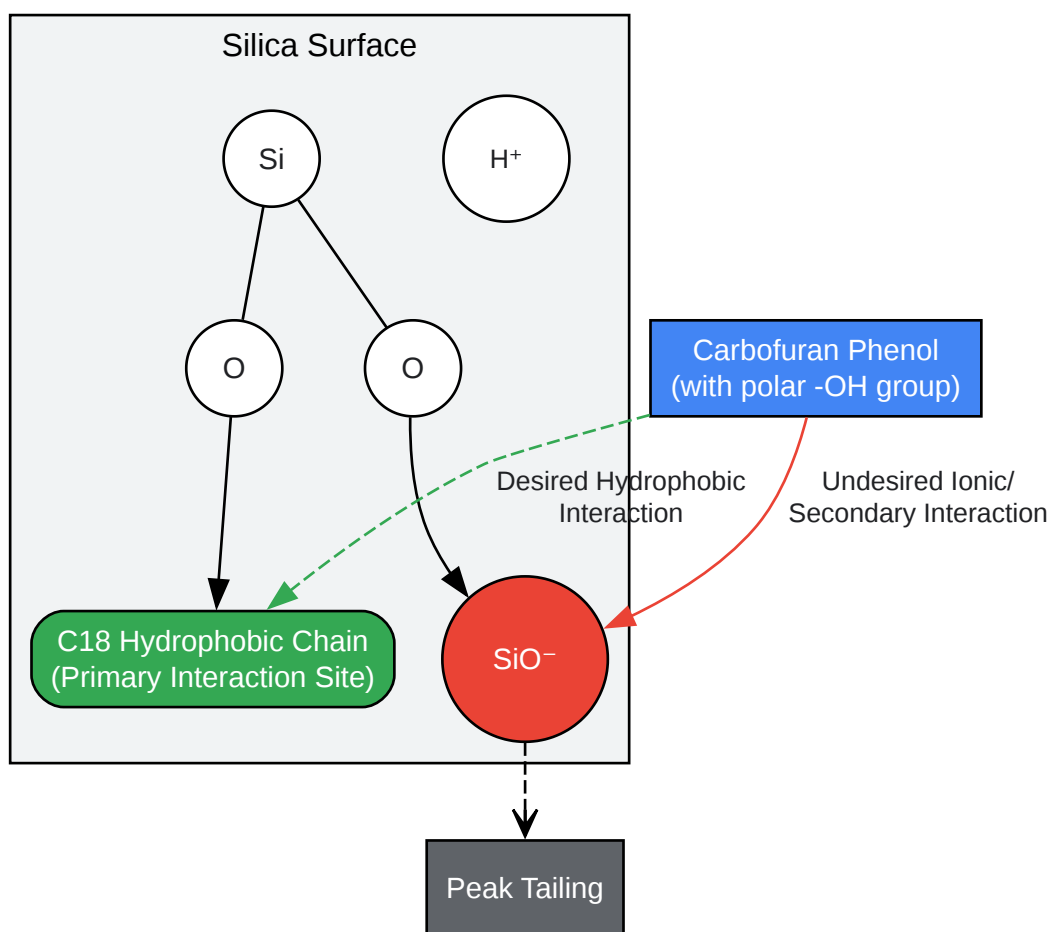 Silica Surface
Si
H⁺
O
O
Carbofuran Phenol
(with polar -OH group)
Desired Hydrophobic
Interaction
Undesired Ionic/
Secondary Interaction
C18 Hydrophobic Chain
(Primary Interaction Site)
SiO⁻
Peak Tailing